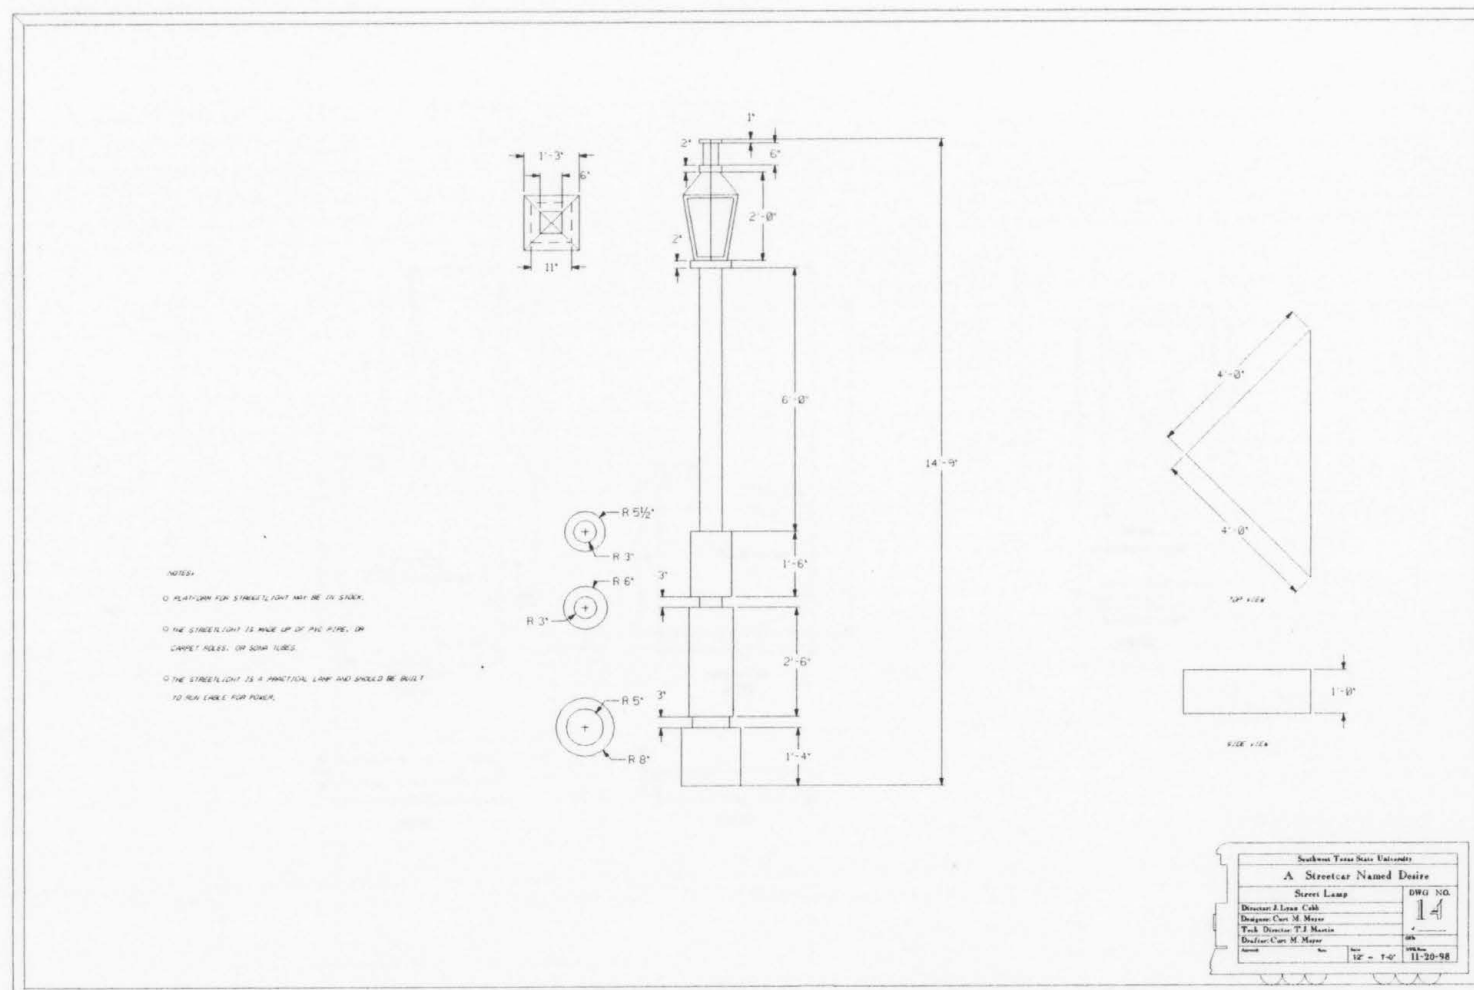 1"
2"
6"
1'-3"
6"
2'-0"
2"
11"
6'-0"
14'-9"
4'-0"
R 5½"
R 3"
1'-6"
4'-0"
NOTES:
3"
R 6"
○ PLATFORM FOR STREETLIGHT MAY BE IN STOCK.
TOP VIEW
R 3"
○ THE STREETLIGHT IS MADE UP OF PVC PIPE, OR
CARPET ROLES, OR SONA TUBES.
2'-6"
○ THE STREETLIGHT IS A PRACTICAL LAMP AND SHOULD BE BUILT
TO RUN CABLE FOR POWER.
3"
R 5"
1'-0"
SIDE VIEW
R 8"
1'-4"
Southwest Texas State University
A Streetcar Named Desire
Street Lamp
DWG NO.
14
Director: J. Lynn Cobb
Designer: Curt M. Meyer
Tech Director: T.J. Martin
Drafter: Curt M. Meyer
11-20-98